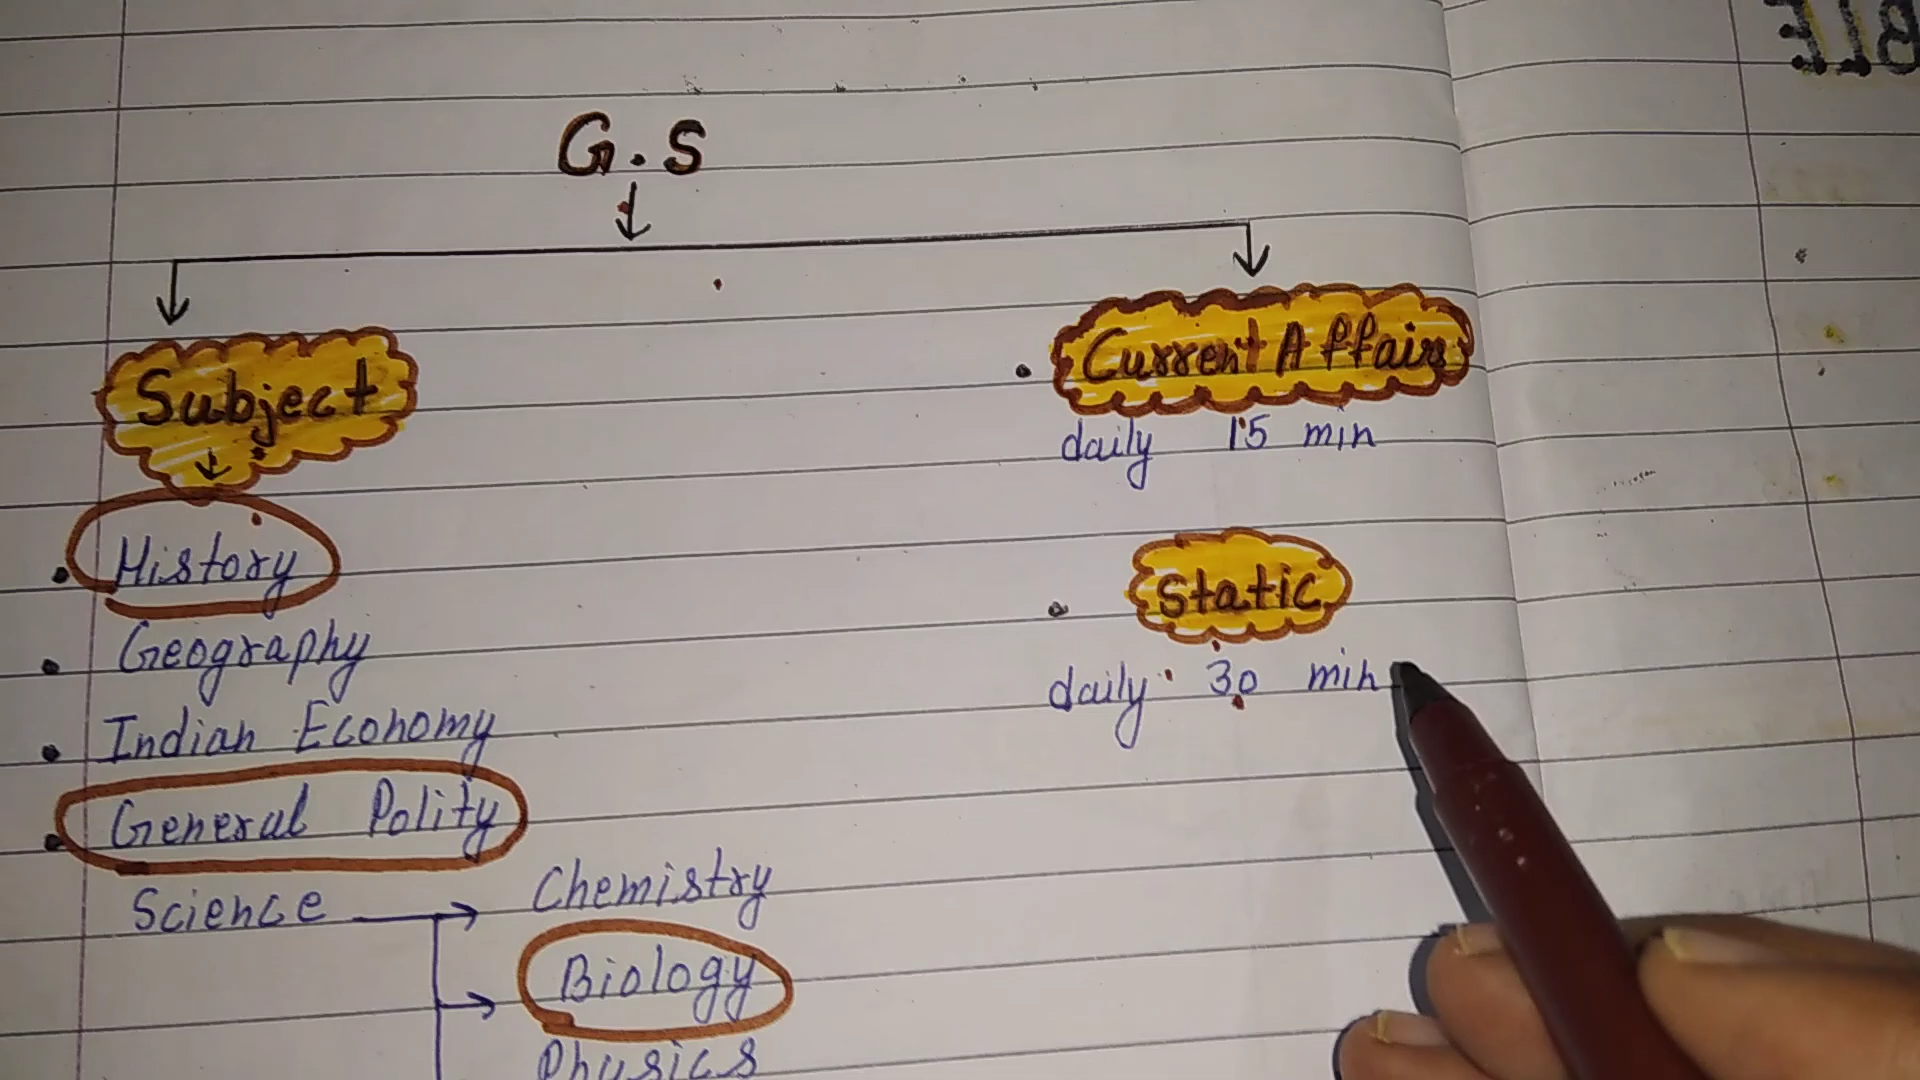 G.S
Subject
History
Geography
Indian Economy
General Polity
Science
Chemistry
Biology
Physics
Current Affairs
daily 15 min
Static
daily 30 min